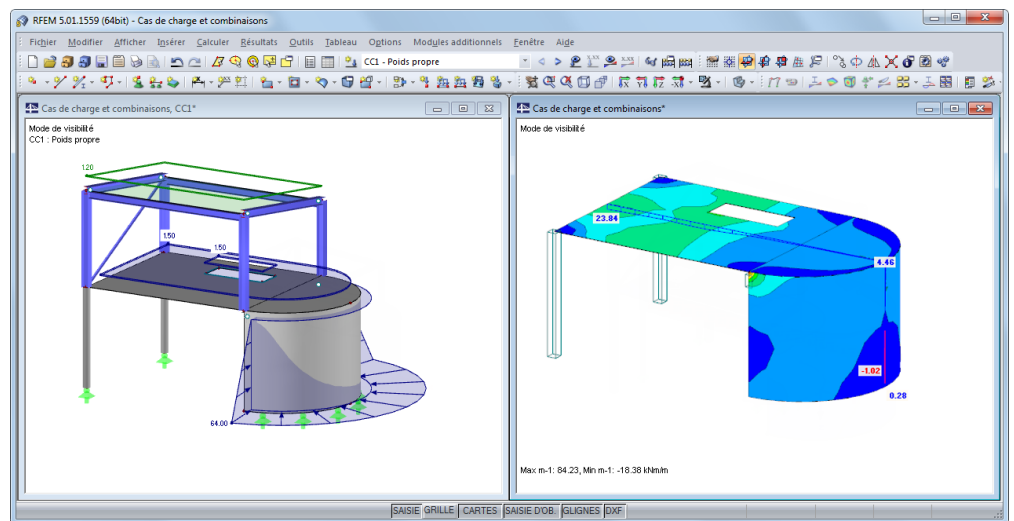 RFEM 5.01.1559 (64bit) - Cas de charge et combinaisons
Fichier Modifier Afficher Insérer Calculer Résultats Outils Tableau Options Modules additionnels Fenêtre Aide
CC1 - Poids propre
Cas de charge et combinaisons, CC1*
Mode de visibilité
CC1 : Poids propre
1.20
1.50
1.50
64.00
Cas de charge et combinaisons*
Mode de visibilité
23.84
4.46
-1.02
0.28
Max m-1: 84.23, Min m-1: -18.38 kNm/m
SAISIE GRILLE CARTES SAISIE D'OB. GLIGNES DXF